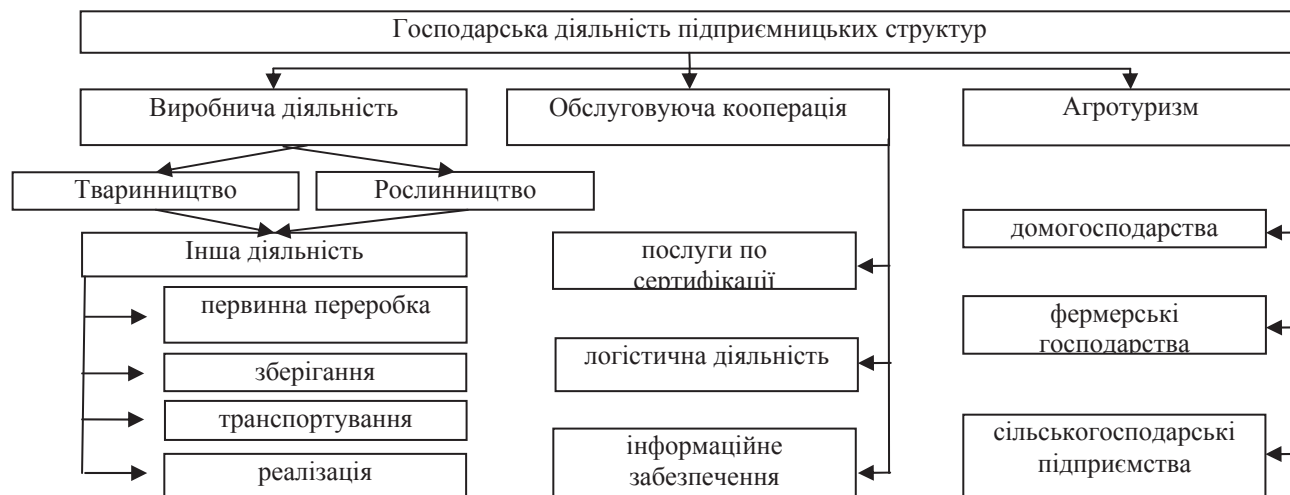 Господарська діяльність підприємницьких структур
Виробнича діяльність
Обслуговуюча кооперація
Агротуризм
Тваринництво
Рослинництво
Інша діяльність
первинна переробка
зберігання
транспортування
реалізація
послуги по
сертифікації
логістична діяльність
інформаційне
забезпечення
домогосподарства
фермерські
господарства
сільськогосподарські
підприємства